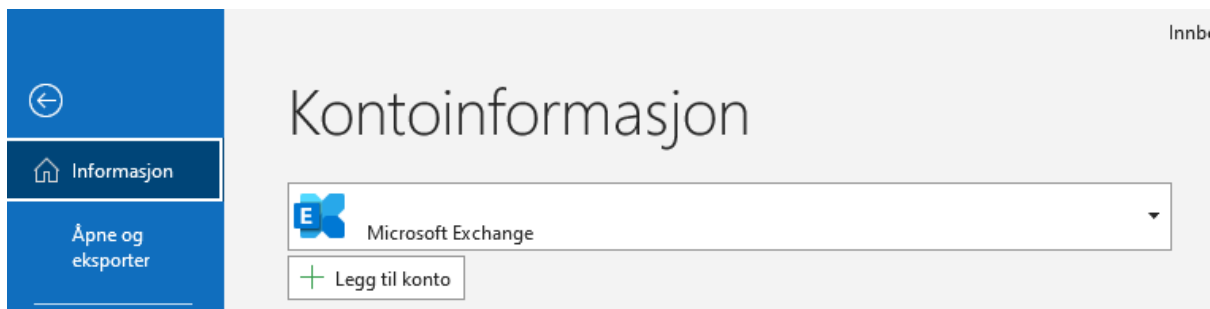 Kontoinformasjon
Informasjon
Åpne og
eksporter
E
Microsoft Exchange
Legg til konto